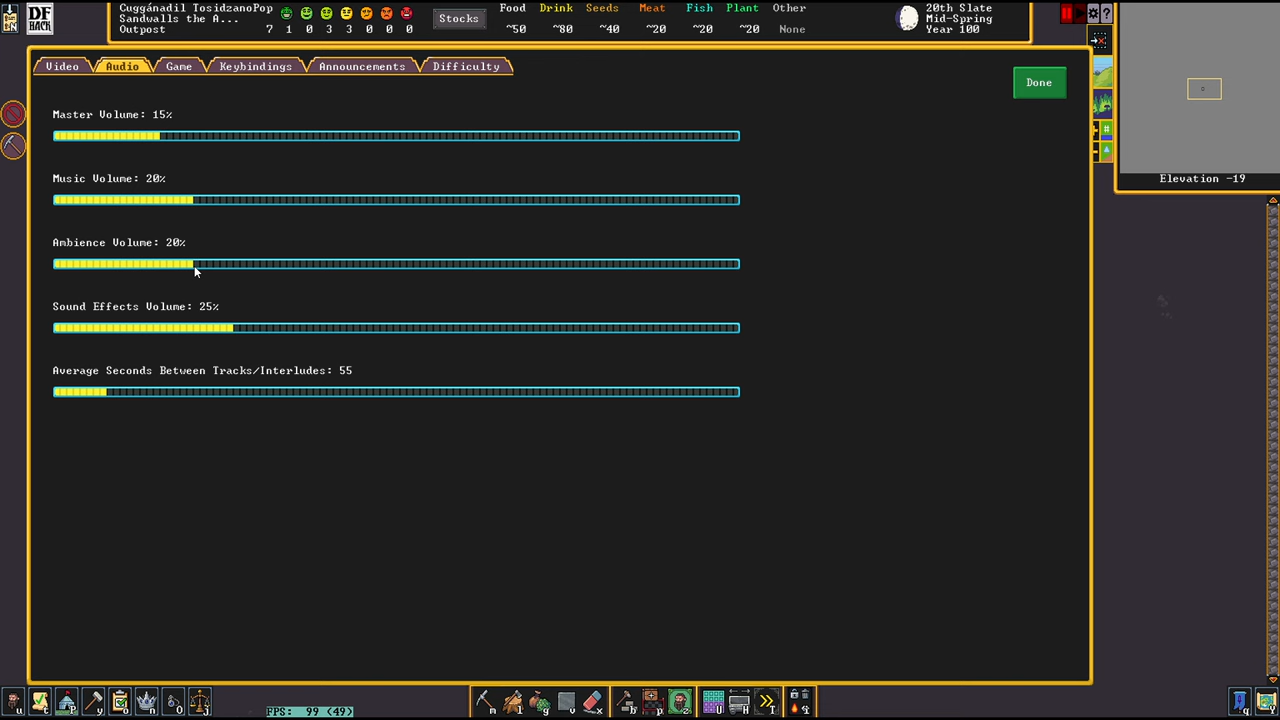 Cuggánadil TosidzanoPop
Sandwalls the A...
Outpost 7 1 0 3 3 0 0 0
DF
HACK
Stocks
Food Drink Seeds Meat Fish Plant Other
~50 ~80 ~40 ~20 ~20 ~20 None
20th Slate
Mid-Spring
Year 100
Video
Audio
Game
Keybindings
Announcements
Difficulty
Done
Master Volume: 15%
Music Volume: 20%
Ambience Volume: 20%
Sound Effects Volume: 25%
Average Seconds Between Tracks/Interludes: 55
Elevation -19
FPS: 99 (49)